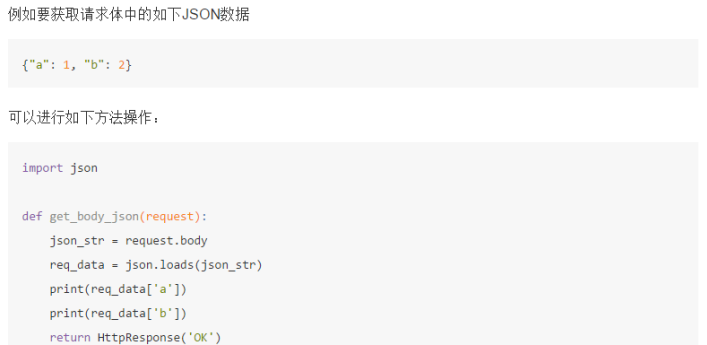 例如要获取请求体中的如下JSON数据
{"a": 1, "b": 2}
可以进行如下方法操作：
import json
def get_body_json(request):
    json_str = request.body
    req_data = json.loads(json_str)
    print(req_data['a'])
    print(req_data['b'])
    return HttpResponse('OK')